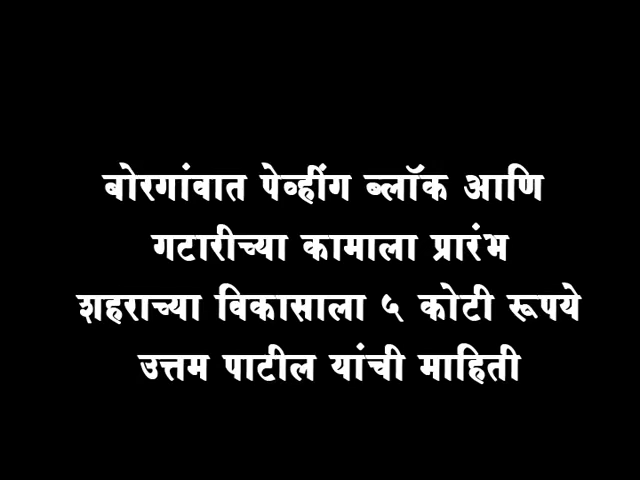 बोरगांवात पेव्हींग ब्लॉक आणि
गटारीच्या कामाला प्रारंभ
शहराच्या विकासाला ५ कोटी रूपये
उत्तम पाटील यांची माहिती